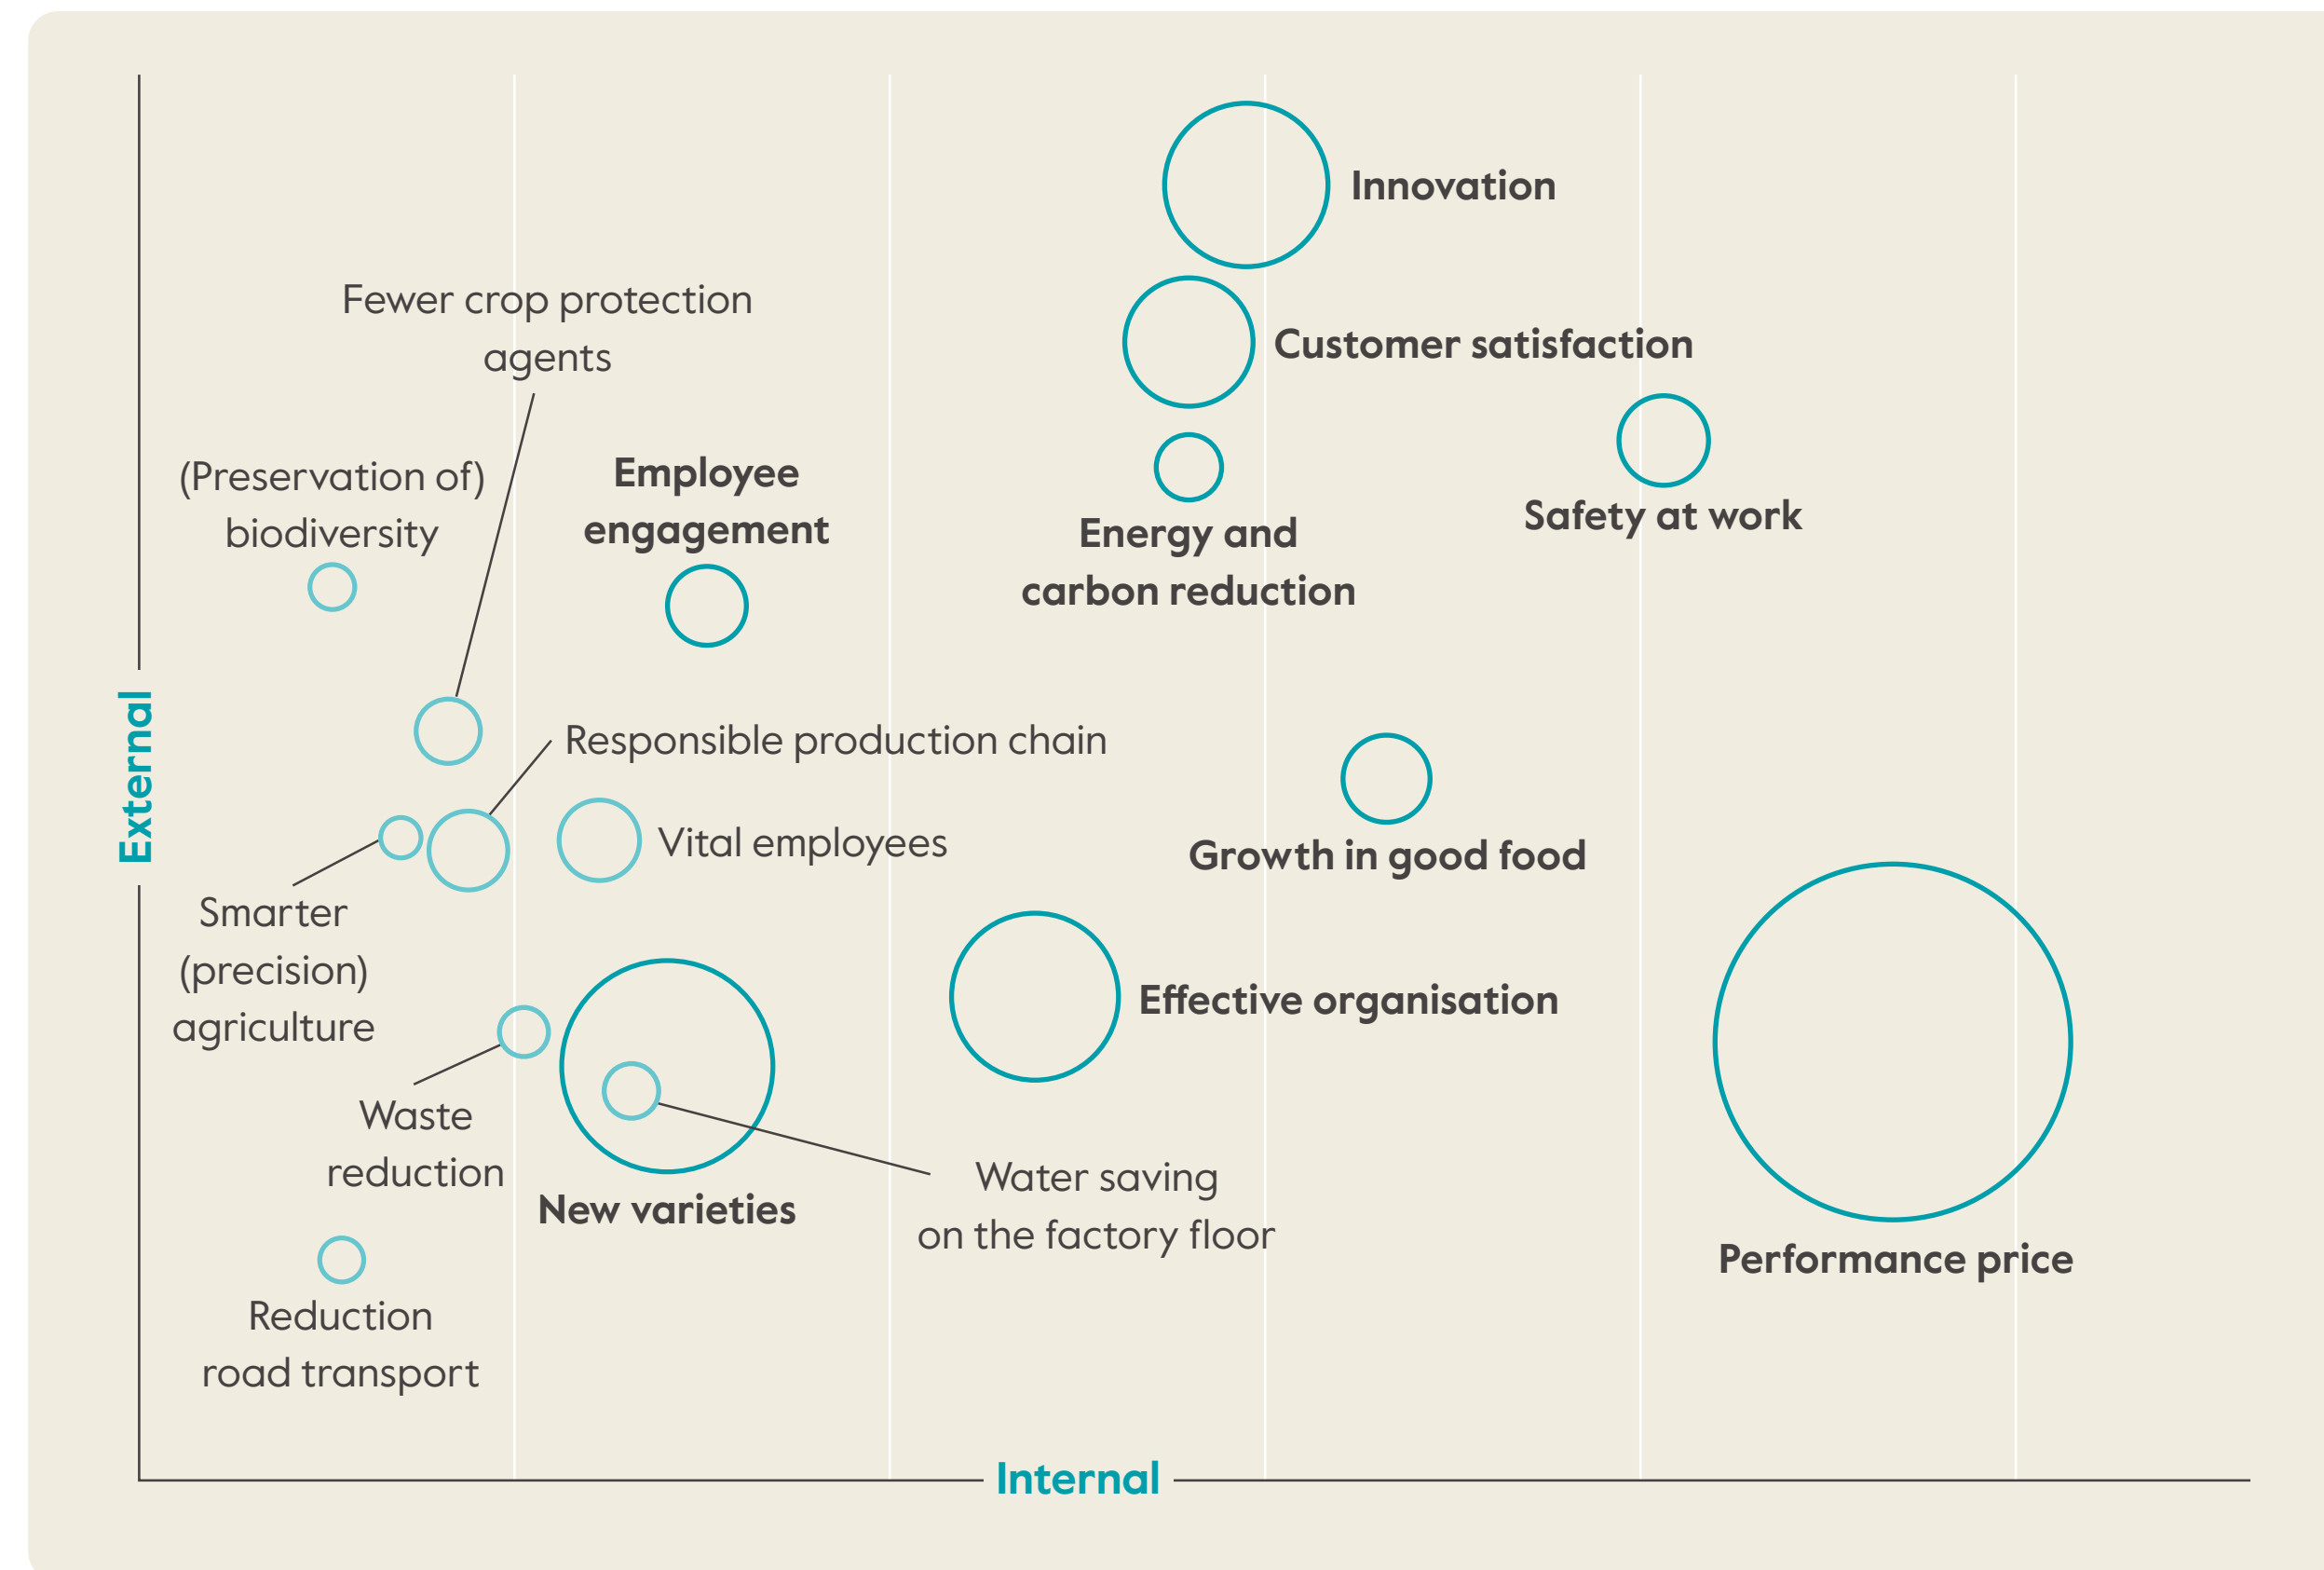 Innovation
Fewer crop protection
agents
Customer satisfaction
(Preservation of)
biodiversity
Employee
engagement
Energy and
carbon reduction
Safety at work
External
Responsible production chain
Vital employees
Growth in good food
Smarter
(precision)
agriculture
Effective organisation
Waste
reduction
New varieties
Water saving
on the factory floor
Performance price
Reduction
road transport
Internal